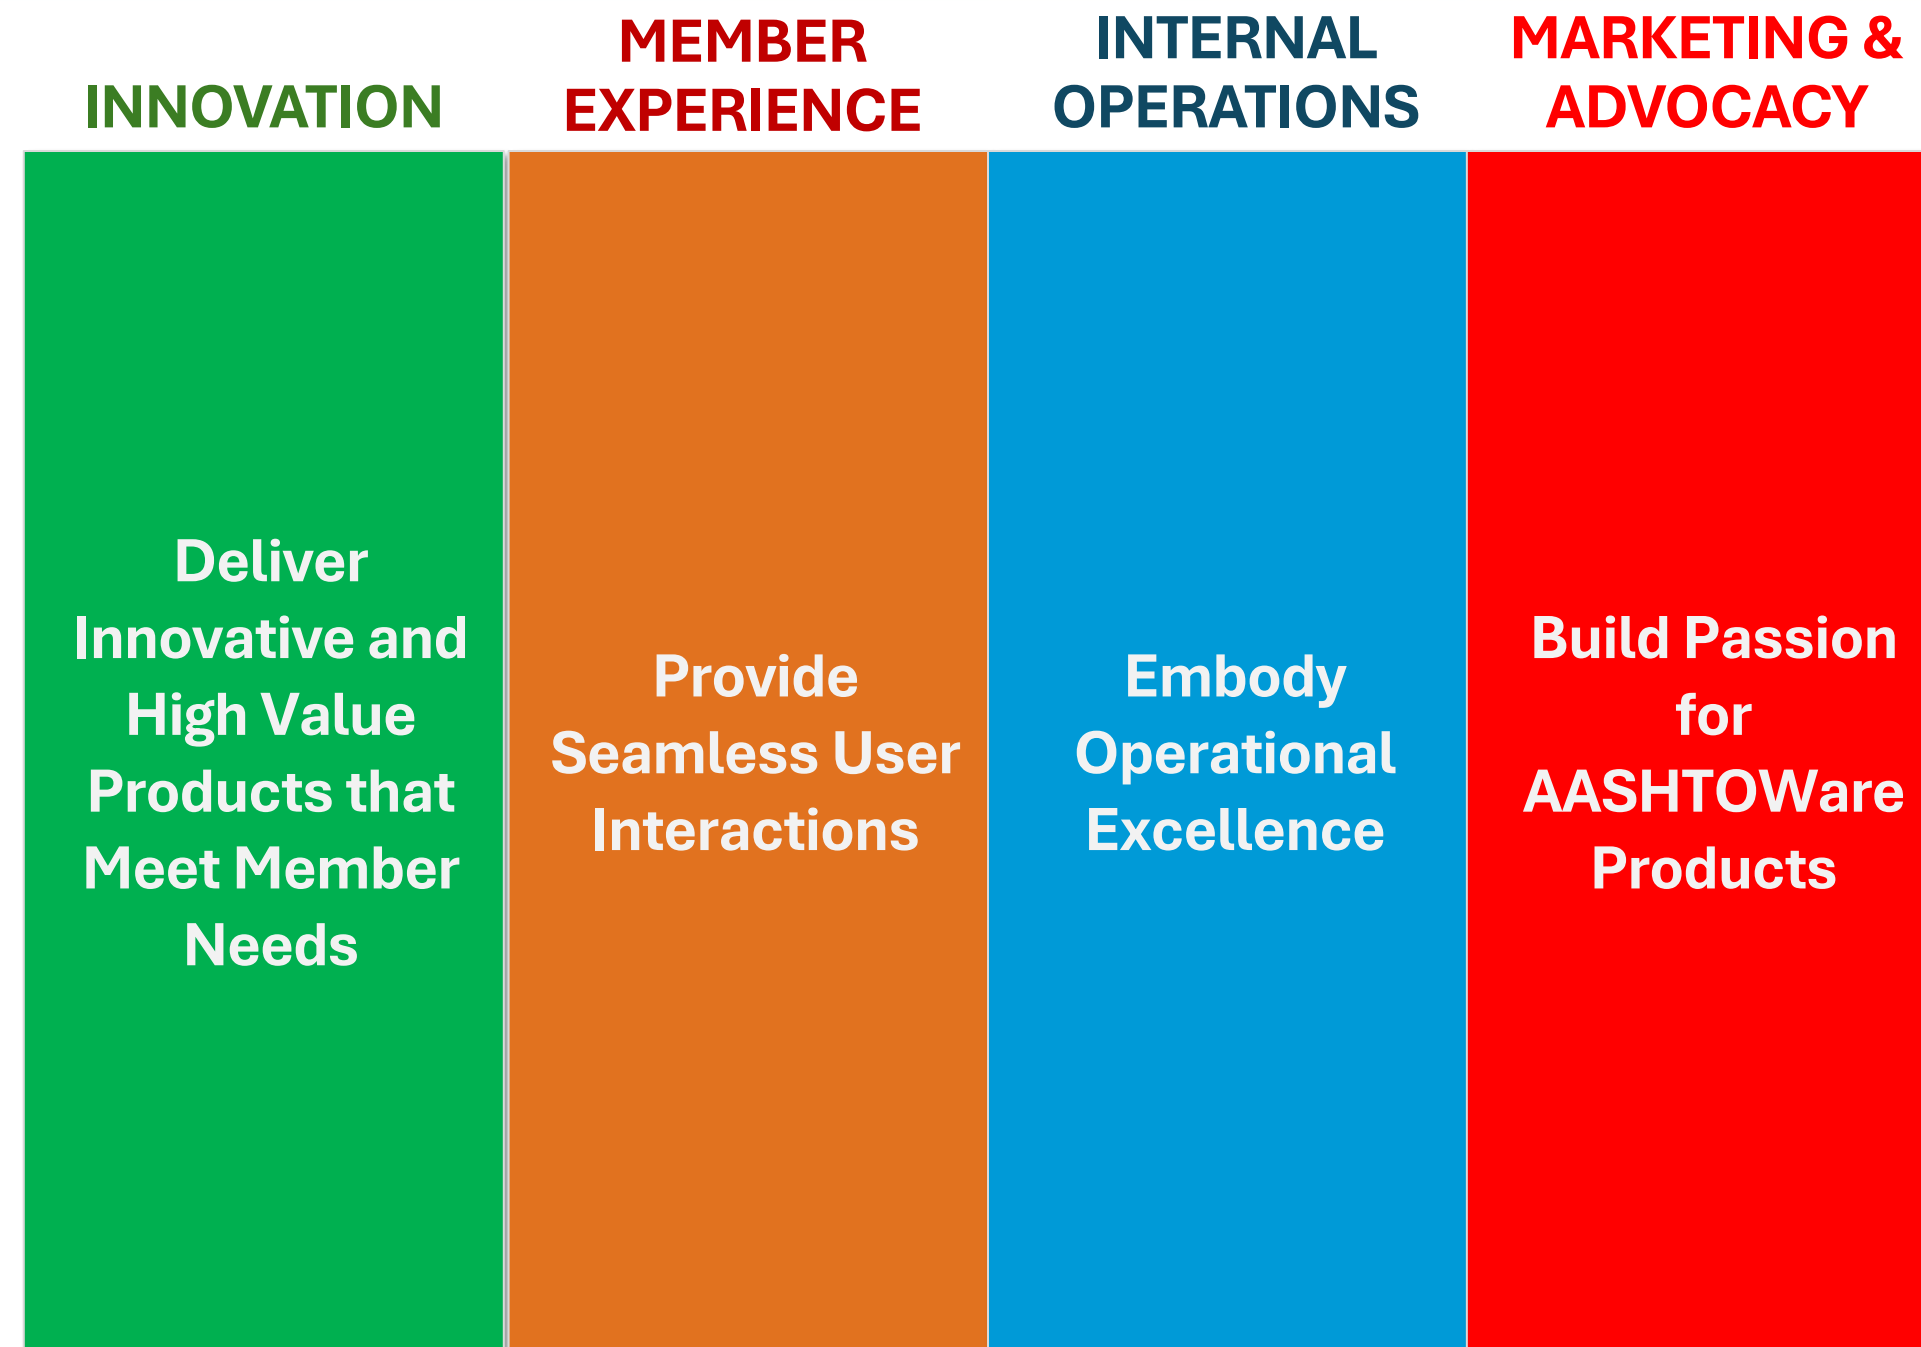 INNOVATION
MEMBER
EXPERIENCE
INTERNAL
OPERATIONS
MARKETING &
ADVOCACY
Deliver
Innovative and
High Value
Products that
Meet Member
Needs
Provide
Seamless User
Interactions
Embody
Operational
Excellence
Build Passion
for
AASHTOWare
Products